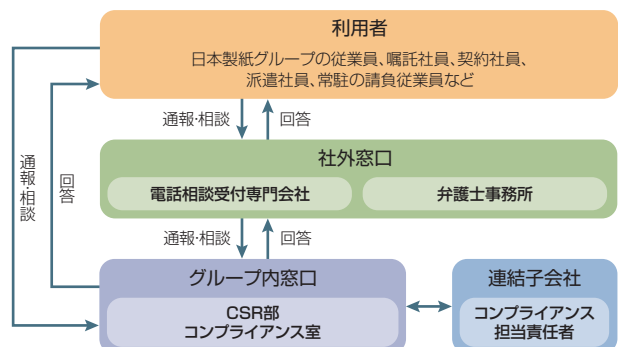 利用者
日本製紙グループの従業員、嘱託社員、契約社員、
派遣社員、常駐の請負従業員など
通報・相談
回答
通報・相談
回答
社外窓口
電話相談受付専門会社
弁護士事務所
通報・相談
回答
グループ内窓口
CSR部
コンプライアンス室
連結子会社
コンプライアンス
担当責任者